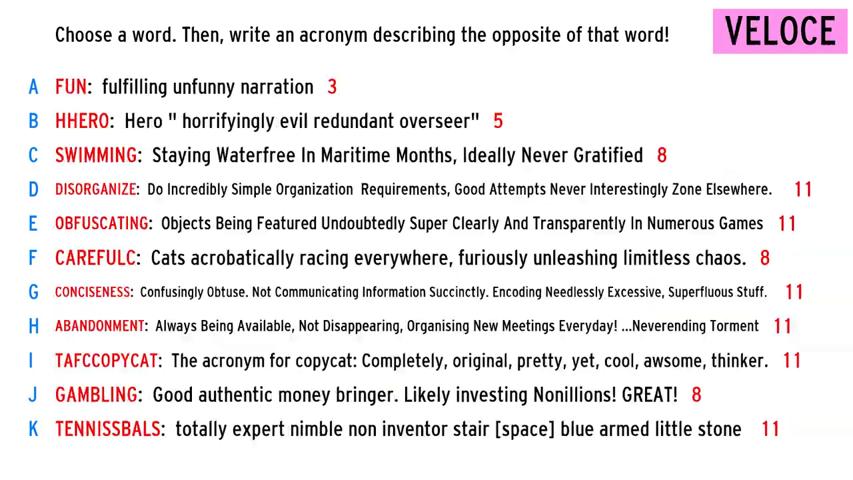 Choose a word. Then, write an acronym describing the opposite of that word!
VELOCE
A FUN: fulfilling unfunny narration 3
B HHERO: Hero " horrifyingly evil redundant overseer" 5
C SWIMMING: Staying Waterfree In Maritime Months, Ideally Never Gratified 8
D DISORGANIZE: Do Incredibly Simple Organization Requirements, Good Attempts Never Interestingly Zone Elsewhere. 11
E OBFUSCATING: Objects Being Featured Undoubtedly Super Clearly And Transparently In Numerous Games 11
F CAREFULC: Cats acrobatically racing everywhere, furiously unleashing limitless chaos. 8
G CONCISENESS: Confusingly Obtuse. Not Communicating Information Succinctly. Encoding Needlessly Excessive, Superfluous Stuff. 11
H ABANDONMENT: Always Being Available, Not Disappearing, Organising New Meetings Everyday! ...Neverending Torment 11
I TAFCCOPYCAT: The acronym for copycat: Completely, original, pretty, yet, cool, awsome, thinker. 11
J GAMBLING: Good authentic money bringer. Likely investing Nonillions! GREAT! 8
K TENNISSBALS: totally expert nimble non inventor stair [space] blue armed little stone 11